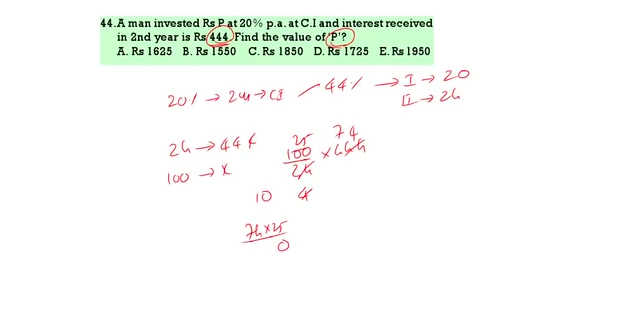 44.A man invested Rs P at 20% p.a. at C.I and interest received
in 2nd year is Rs 444. Find the value of 'P'?
A. Rs 1625 B. Rs 1550 C. Rs 1850 D. Rs 1725 E. Rs 1950
20% → 2y → CI 44% → I → 20
II → 24
24 → 444
100 → x
25 74
100 × 444
24
10 4
74×25
0